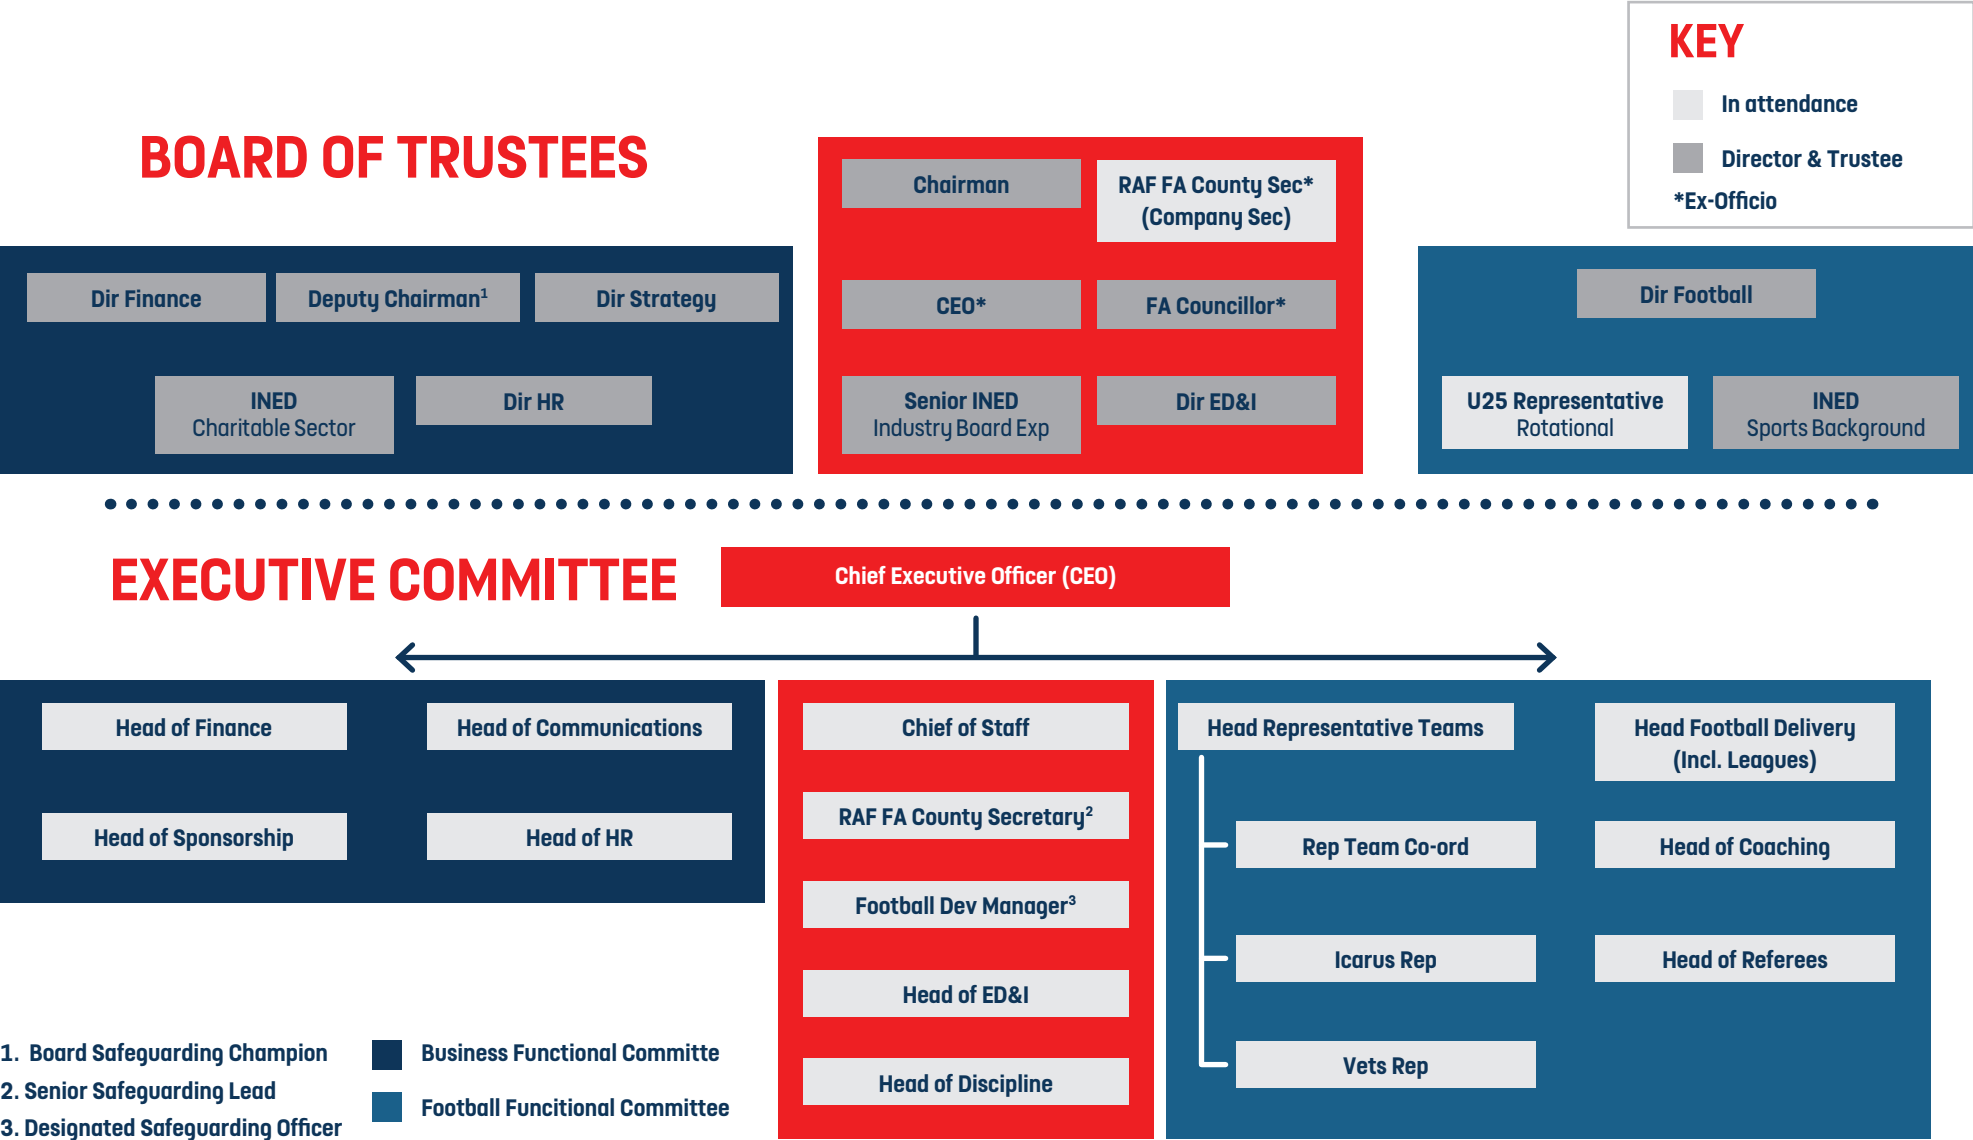 KEY
In attendance
Director & Trustee
*Ex-Officio
BOARD OF TRUSTEES
Dir Finance
Deputy Chairman¹
Dir Strategy
INED
Charitable Sector
Dir HR
Chairman
RAF FA County Sec*
(Company Sec)
CEO*
FA Councillor*
Senior INED
Industry Board Exp
Dir ED&I
Dir Football
U25 Representative
Rotational
INED
Sports Background
EXECUTIVE COMMITTEE
Chief Executive Officer (CEO)
Head of Finance
Head of Communications
Head of Sponsorship
Head of HR
Chief of Staff
RAF FA County Secretary²
Football Dev Manager³
Head of ED&I
Head of Discipline
Head Representative Teams
Rep Team Co-ord
Icarus Rep
Vets Rep
Head Football Delivery
(Incl. Leagues)
Head of Coaching
Head of Referees
1. Board Safeguarding Champion
2. Senior Safeguarding Lead
3. Designated Safeguarding Officer
Business Functional Committe
Football Funcitional Committee